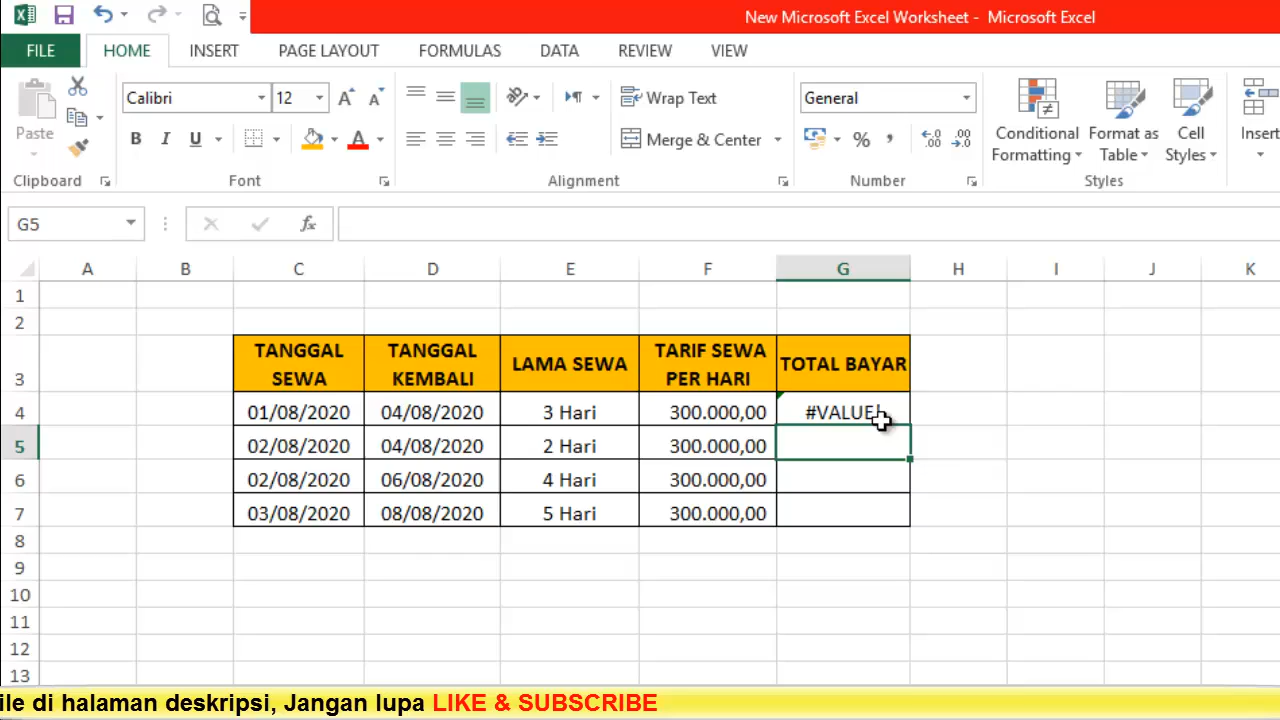 New Microsoft Excel Worksheet - Microsoft Excel
FILE HOME INSERT PAGE LAYOUT FORMULAS DATA REVIEW VIEW
Calibri 12 Wrap Text General
Paste B I U Merge & Center % , Conditional Formatting Format as Table Cell Styles Insert
Clipboard Font Alignment Number Styles
G5 fx
A B C D E F G H I J K
1
2
3 TANGGAL SEWA TANGGAL KEMBALI LAMA SEWA TARIF SEWA PER HARI TOTAL BAYAR
4 01/08/2020 04/08/2020 3 Hari 300.000,00 #VALUE!
5 02/08/2020 04/08/2020 2 Hari 300.000,00
6 02/08/2020 06/08/2020 4 Hari 300.000,00
7 03/08/2020 08/08/2020 5 Hari 300.000,00
8
9
10
11
12
13
ile di halaman deskripsi, Jangan lupa LIKE & SUBSCRIBE